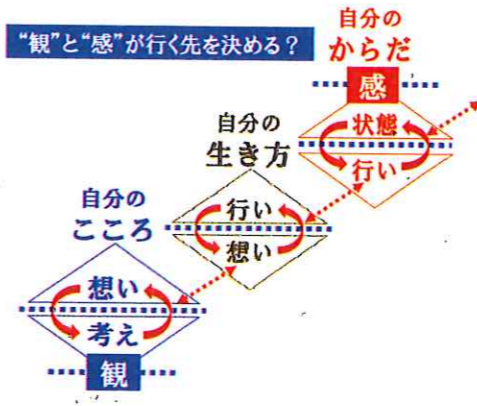 “観”と“感”が行く先を決める？
自分の
からだ
感
状態
行い
自分の
生き方
行い
想い
自分の
こころ
想い
考え
観